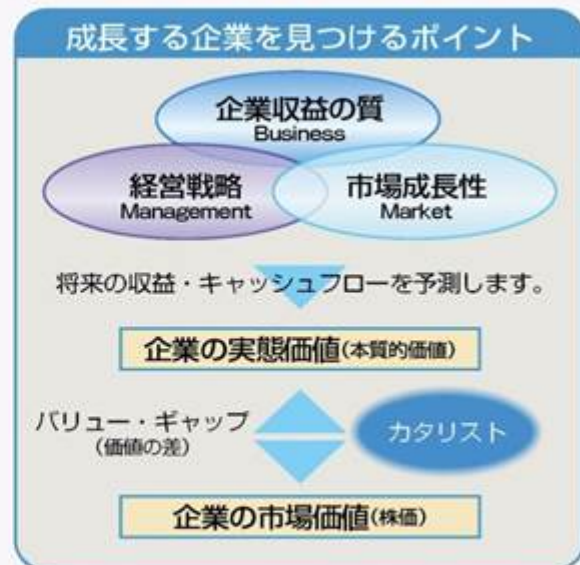 成長する企業を見つけるポイント
企業収益の質
Business
経営戦略
Management
市場成長性
Market
将来の収益・キャッシュフローを予測します。
企業の実態価値(本質的価値)
バリュー・ギャップ
(価値の差)
カタリスト
企業の市場価値(株価)